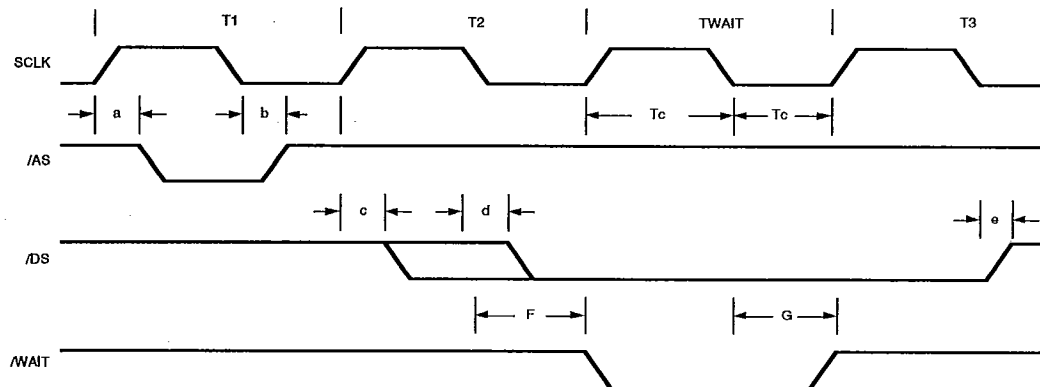 T1 T2 TWAIT T3
SCLK
a b Tc Tc
/AS
c d e
/DS
F G
/WAIT